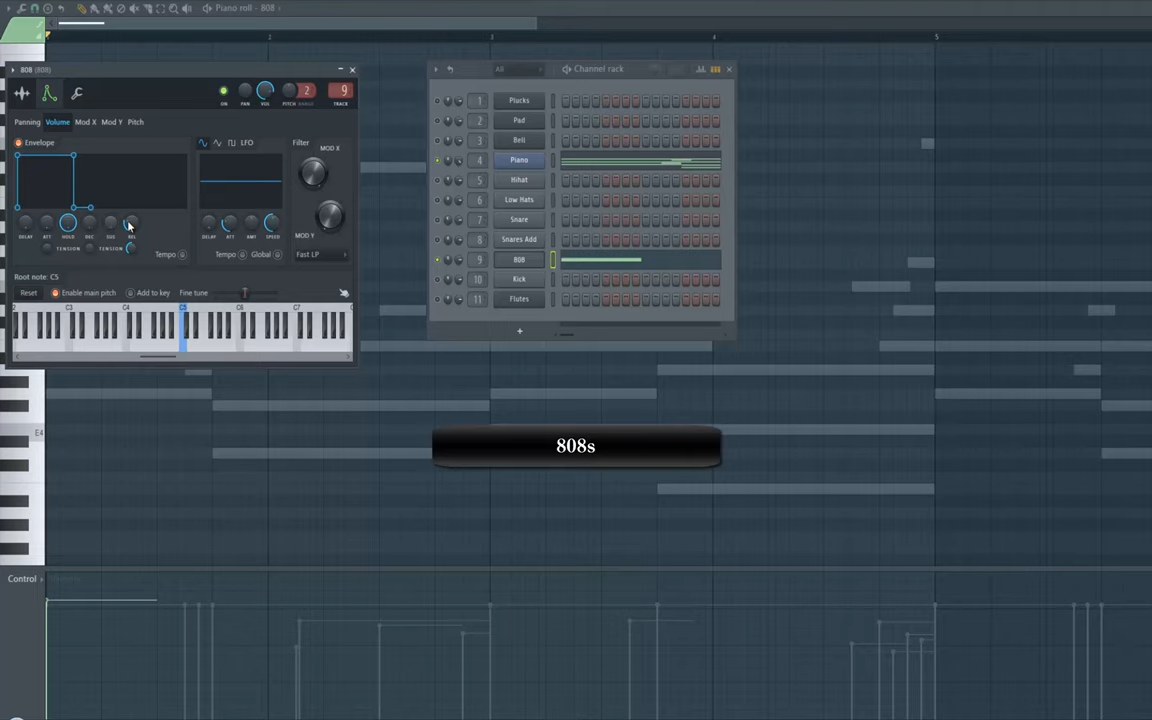 Piano roll - 808 ›
2
3
4
5
808 (808)
All
Channel rack
ON
PAN
VOL
PITCH
RANGE
2
9
TRACK
Panning Volume Mod X Mod Y Pitch
Envelope
LFO
Filter
MOD X
MOD Y
DELAY ATT HOLD DEC SUS REL
TENSION TENSION
Tempo
DELAY ATT AMT SPEED
Tempo Global
Fast LP
Root note: C5
Reset Enable main pitch Add to key Fine tune
C3 C4 C5 C6 C7
1 Plucks
2 Pad
3 Bell
4 Piano
5 Hihat
6 Low Hats
7 Snare
8 Snares Add
9 808
10 Kick
11 Flutes
+
E4
808s
Control